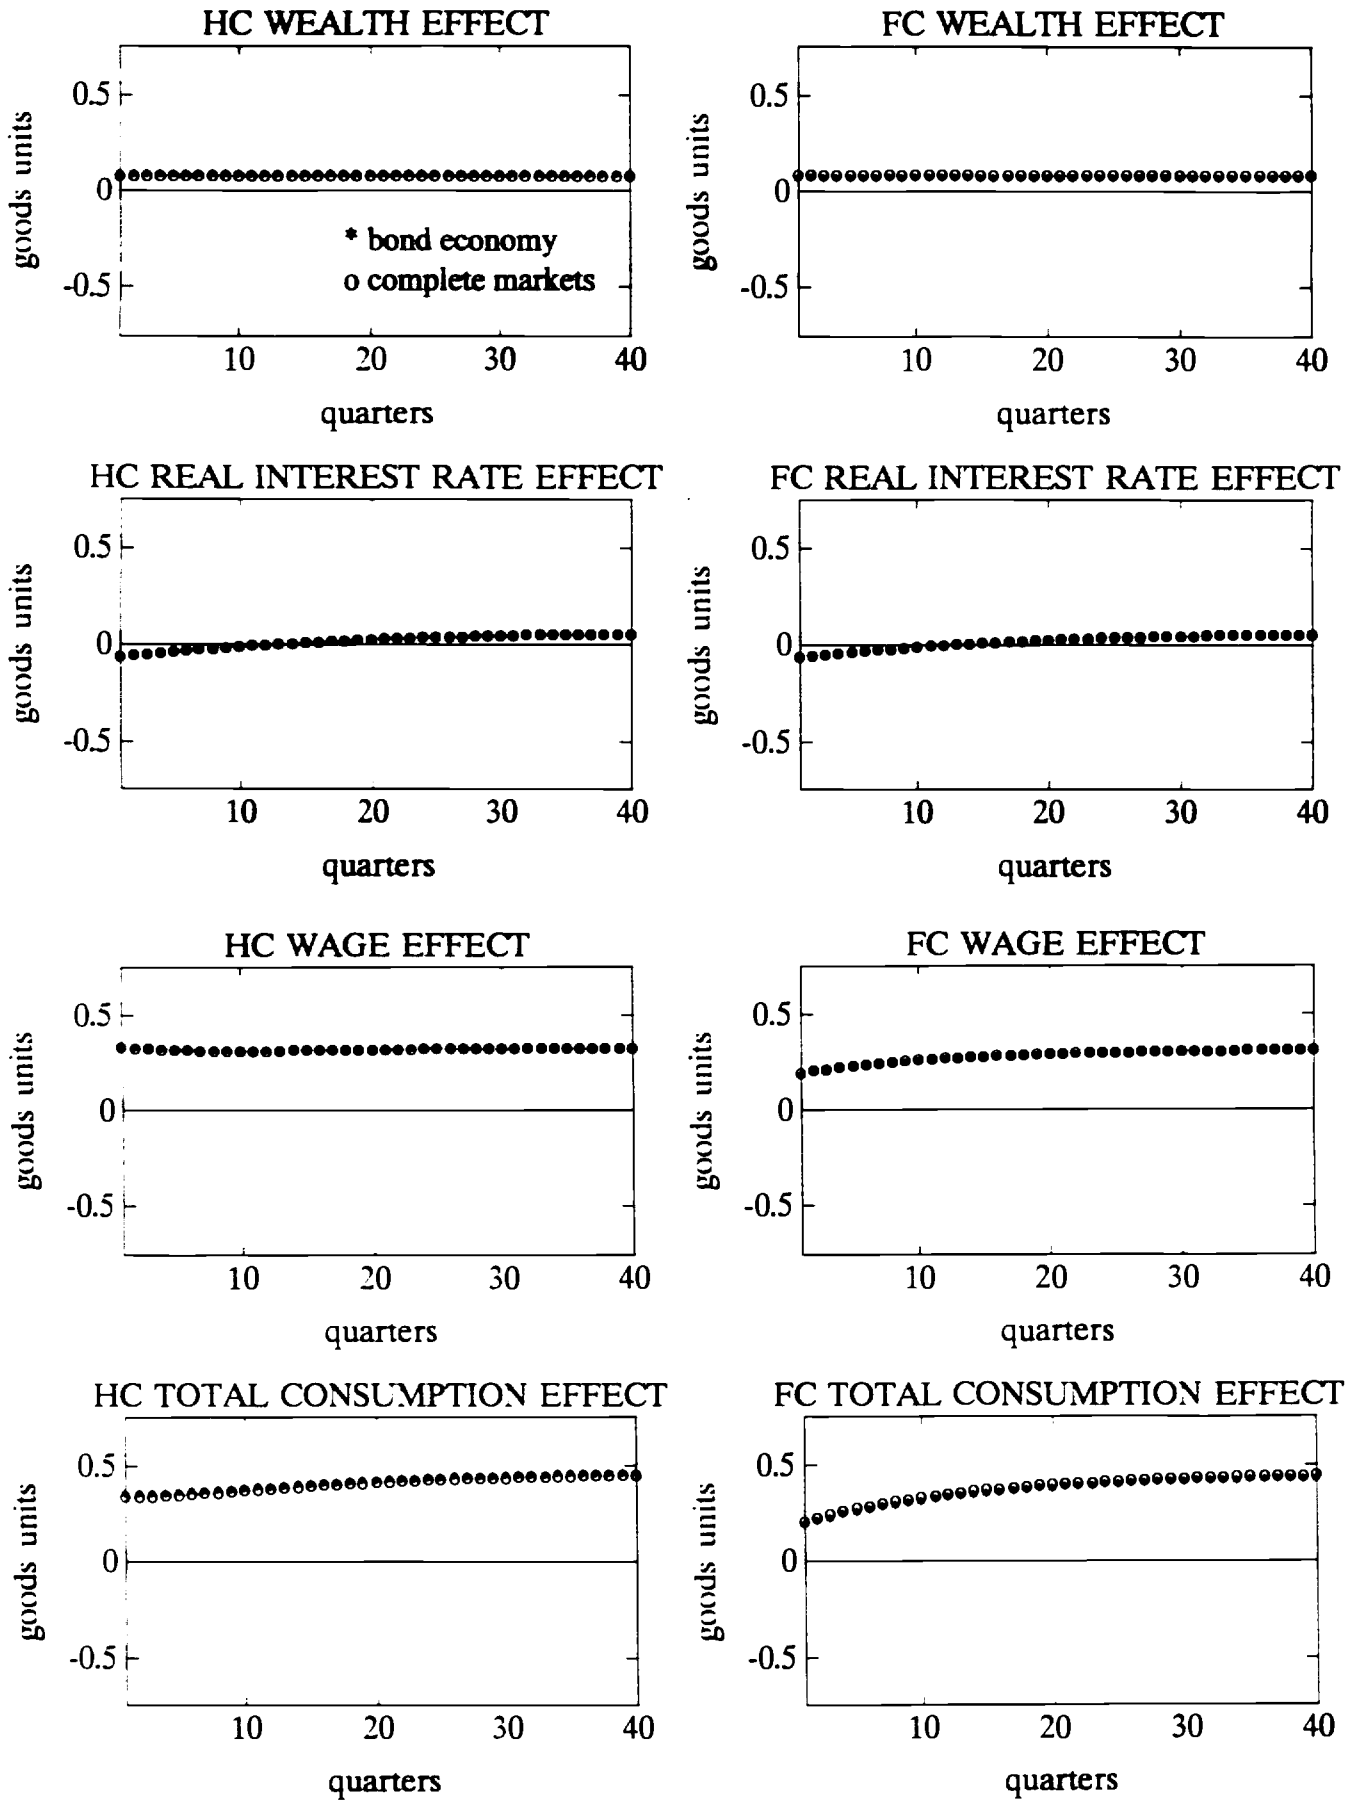 HC WEALTH EFFECT
goods units
0.5
0
-0.5
* bond economy
o complete markets
10 20 30 40
quarters
FC WEALTH EFFECT
goods units
0.5
0
-0.5
10 20 30 40
quarters
HC REAL INTEREST RATE EFFECT
goods units
0.5
0
-0.5
10 20 30 40
quarters
FC REAL INTEREST RATE EFFECT
goods units
0.5
0
-0.5
10 20 30 40
quarters
HC WAGE EFFECT
goods units
0.5
0
-0.5
10 20 30 40
quarters
FC WAGE EFFECT
goods units
0.5
0
-0.5
10 20 30 40
quarters
HC TOTAL CONSUMPTION EFFECT
goods units
0.5
0
-0.5
10 20 30 40
quarters
FC TOTAL CONSUMPTION EFFECT
goods units
0.5
0
-0.5
10 20 30 40
quarters